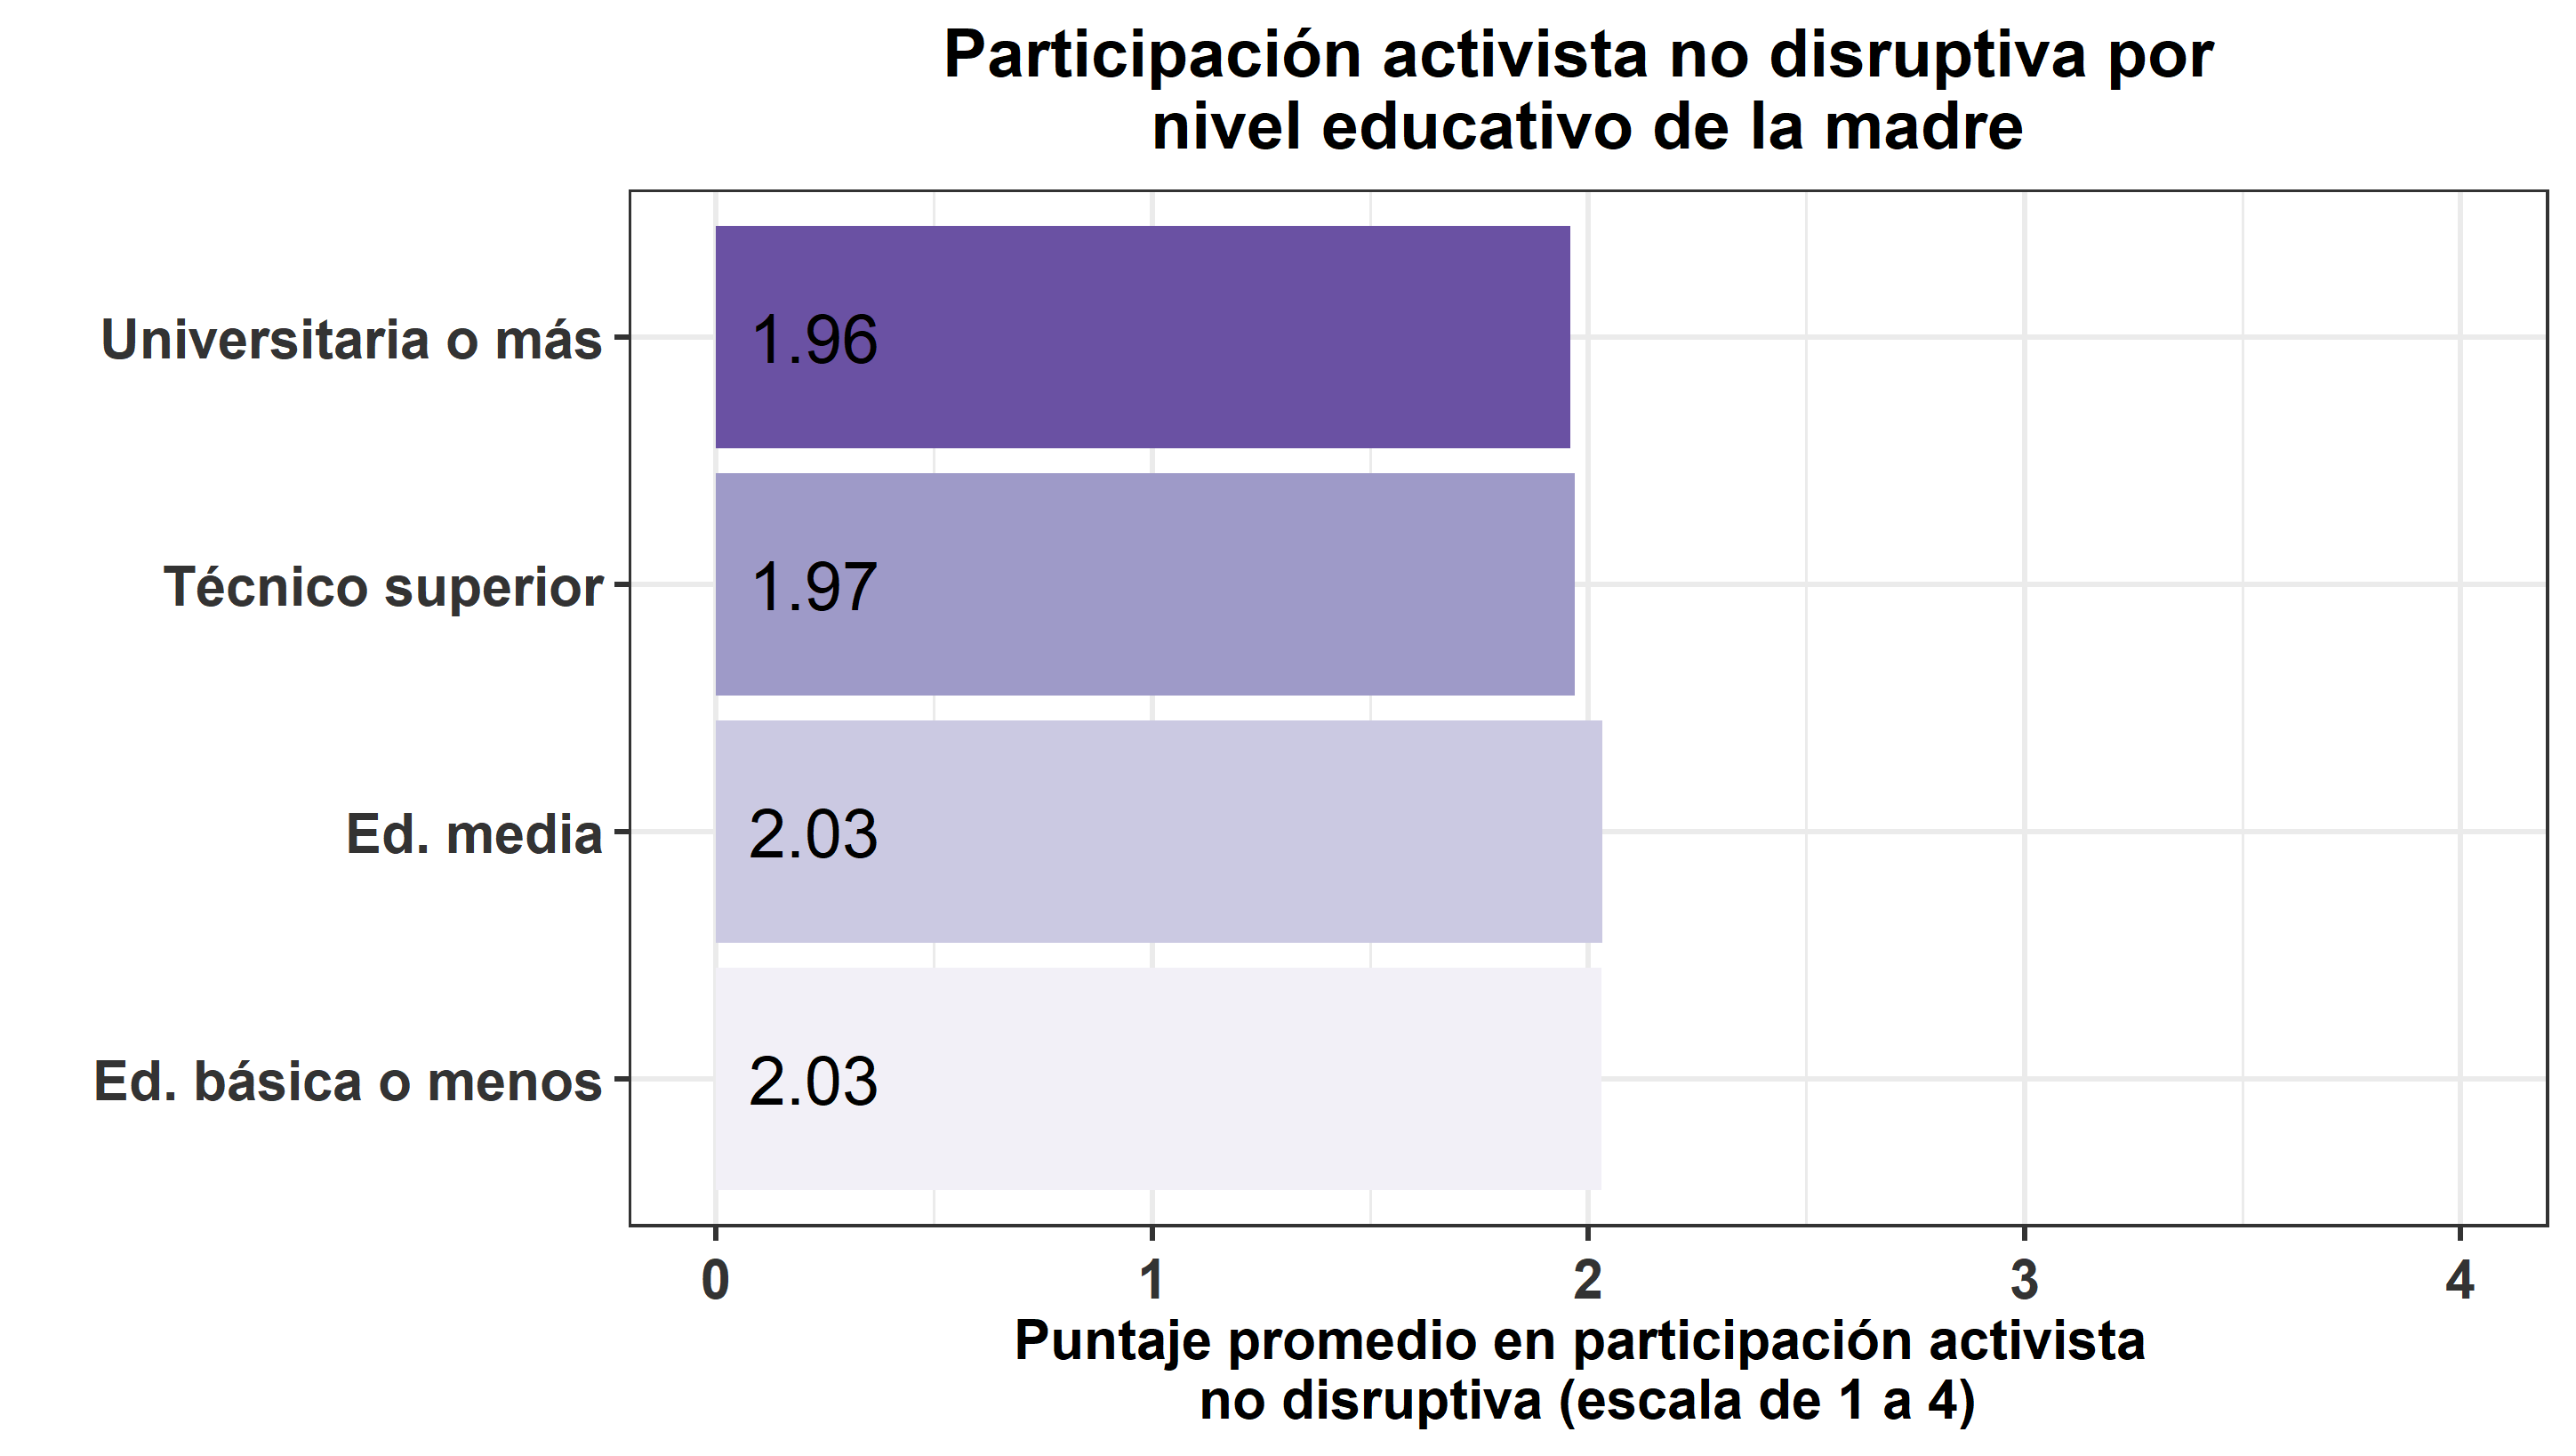 Participación activista no disruptiva por
nivel educativo de la madre
Universitaria o más
1.96
Técnico superior
1.97
Ed. media
2.03
Ed. básica o menos
2.03
0 1 2 3 4
Puntaje promedio en participación activista
no disruptiva (escala de 1 a 4)